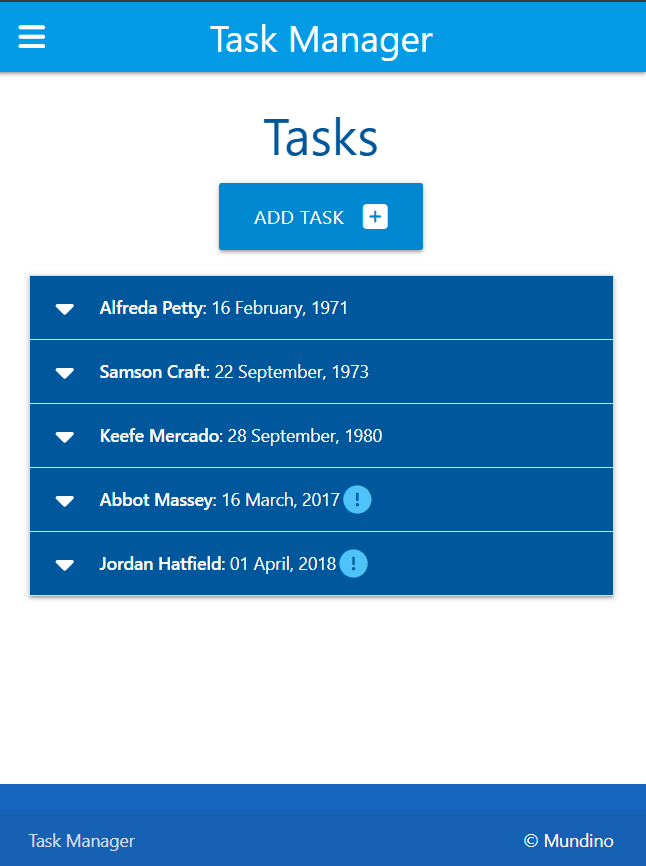 Task Manager
Tasks
ADD TASK
Alfreda Petty: 16 February, 1971
Samson Craft: 22 September, 1973
Keefe Mercado: 28 September, 1980
Abbot Massey: 16 March, 2017
Jordan Hatfield: 01 April, 2018
Task Manager
© Mundino